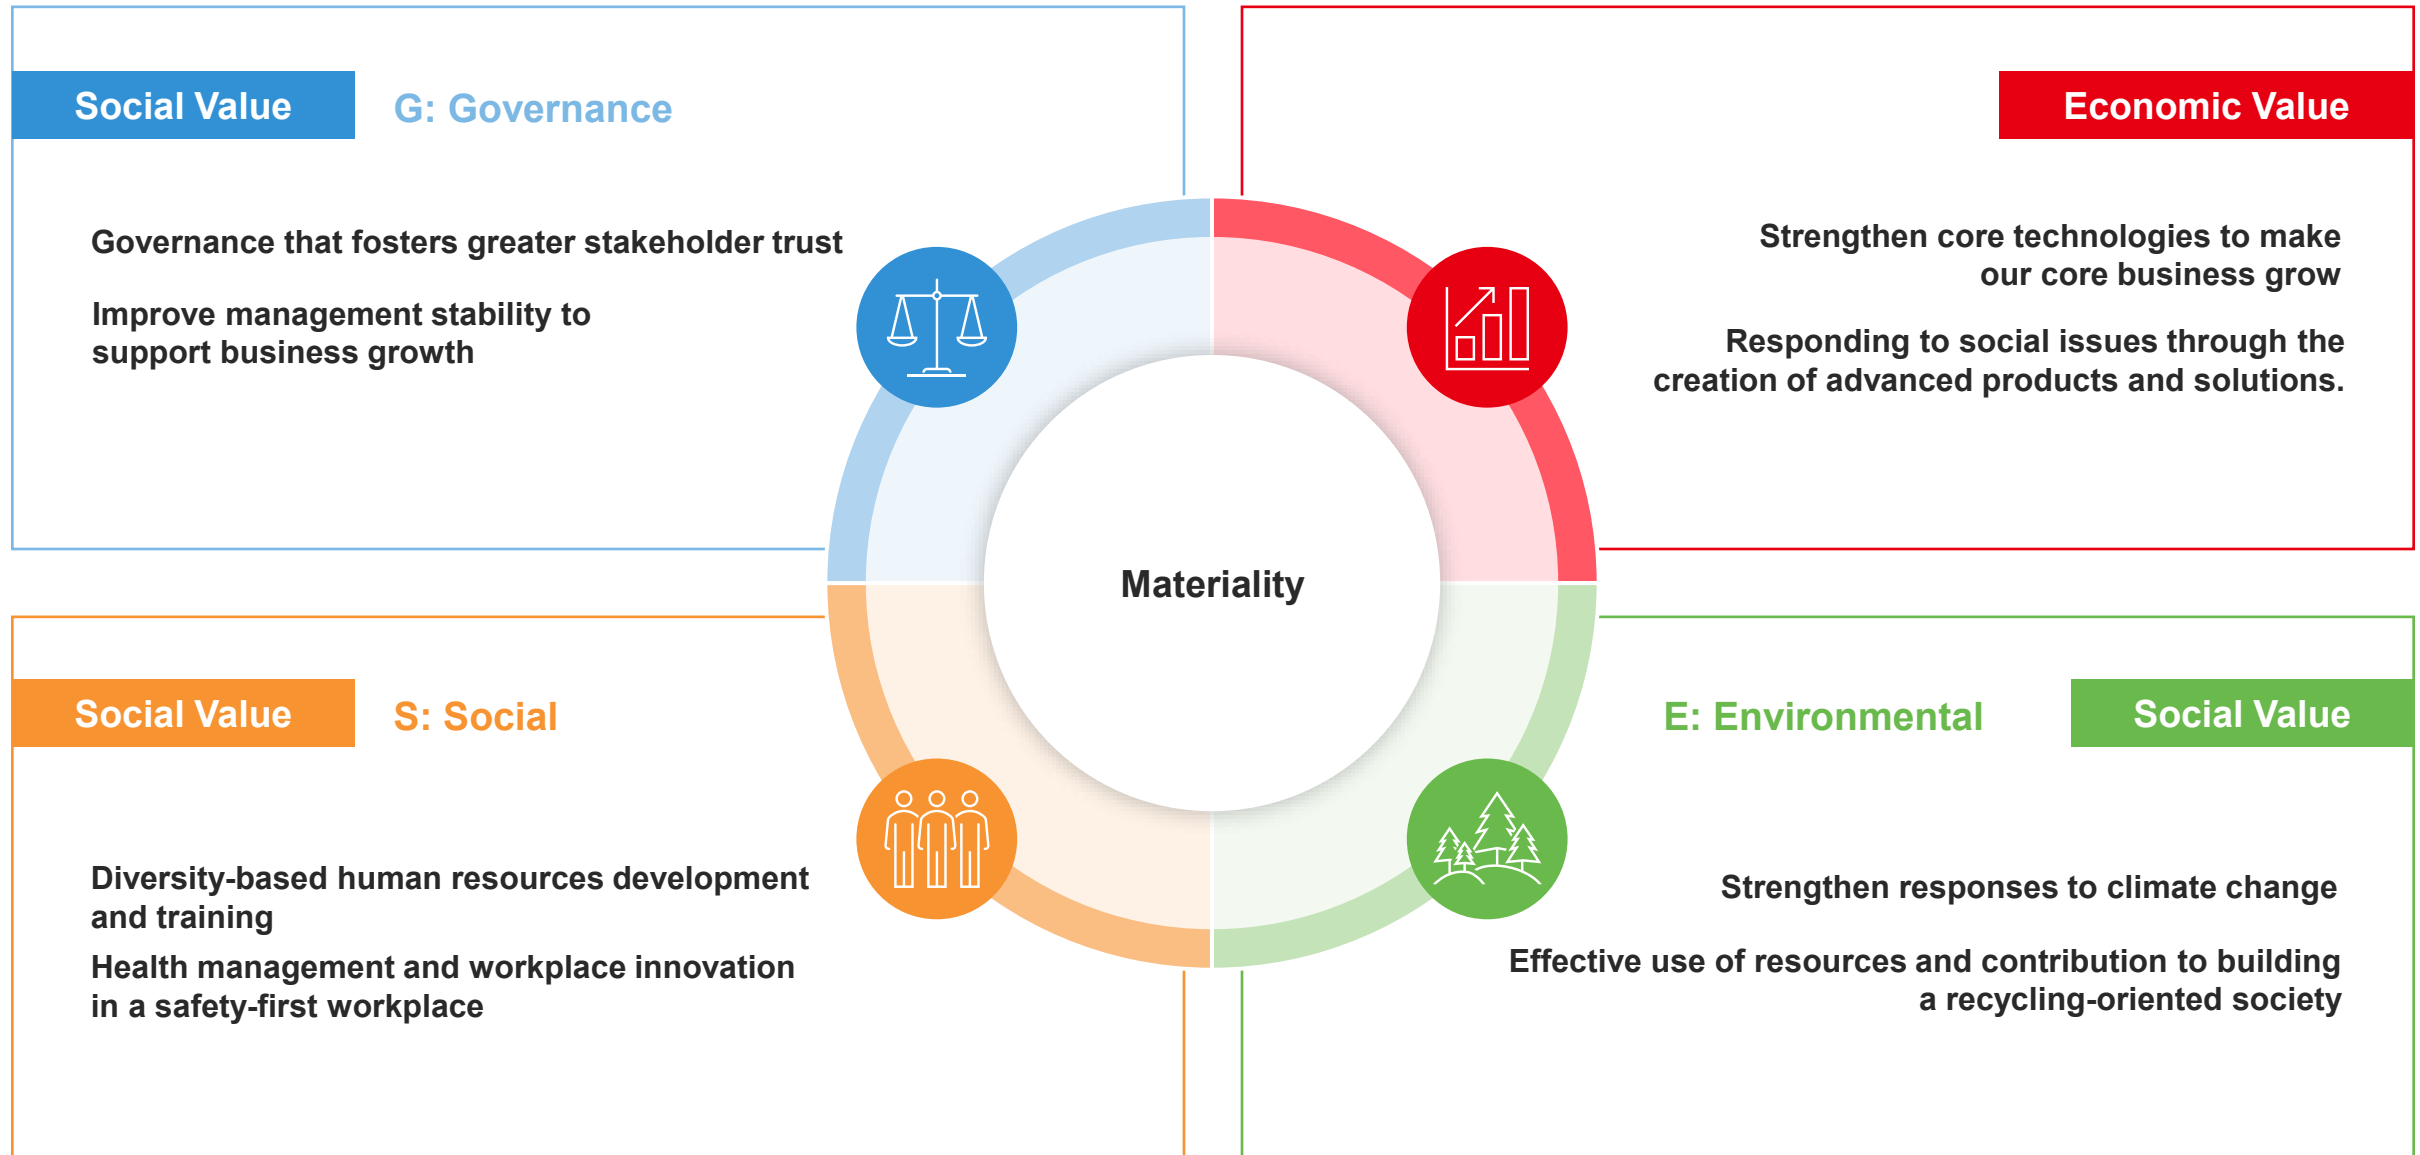 Social Value
G: Governance
Governance that fosters greater stakeholder trust
Improve management stability to
support business growth
Economic Value
Strengthen core technologies to make
our core business grow
Responding to social issues through the
creation of advanced products and solutions.
Materiality
Social Value
S: Social
Diversity-based human resources development
and training
Health management and workplace innovation
in a safety-first workplace
E: Environmental
Social Value
Strengthen responses to climate change
Effective use of resources and contribution to building
a recycling-oriented society